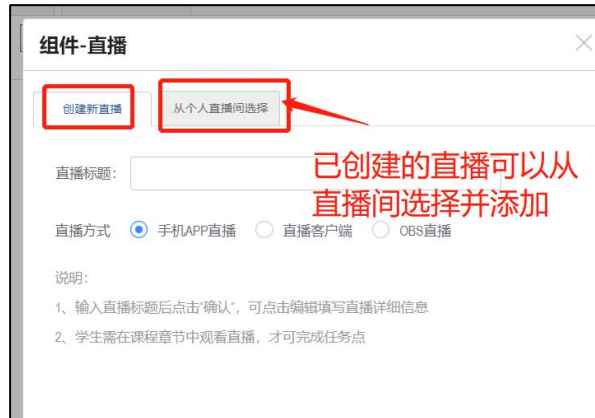 组件-直播
创建新直播 从个人直播间选择
已创建的直播可以从
直播间选择并添加
直播标题:
直播方式 手机APP直播 直播客户端 OBS直播
说明:
1、输入直播标题后点击“确认”，可点击编辑填写直播详细信息
2、学生需在课程章节中观看直播，才可完成任务点